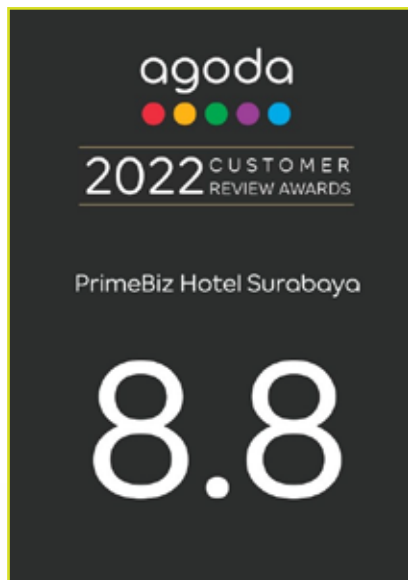 agoda
2022 CUSTOMER
REVIEW AWARDS
PrimeBiz Hotel Surabaya
8.8